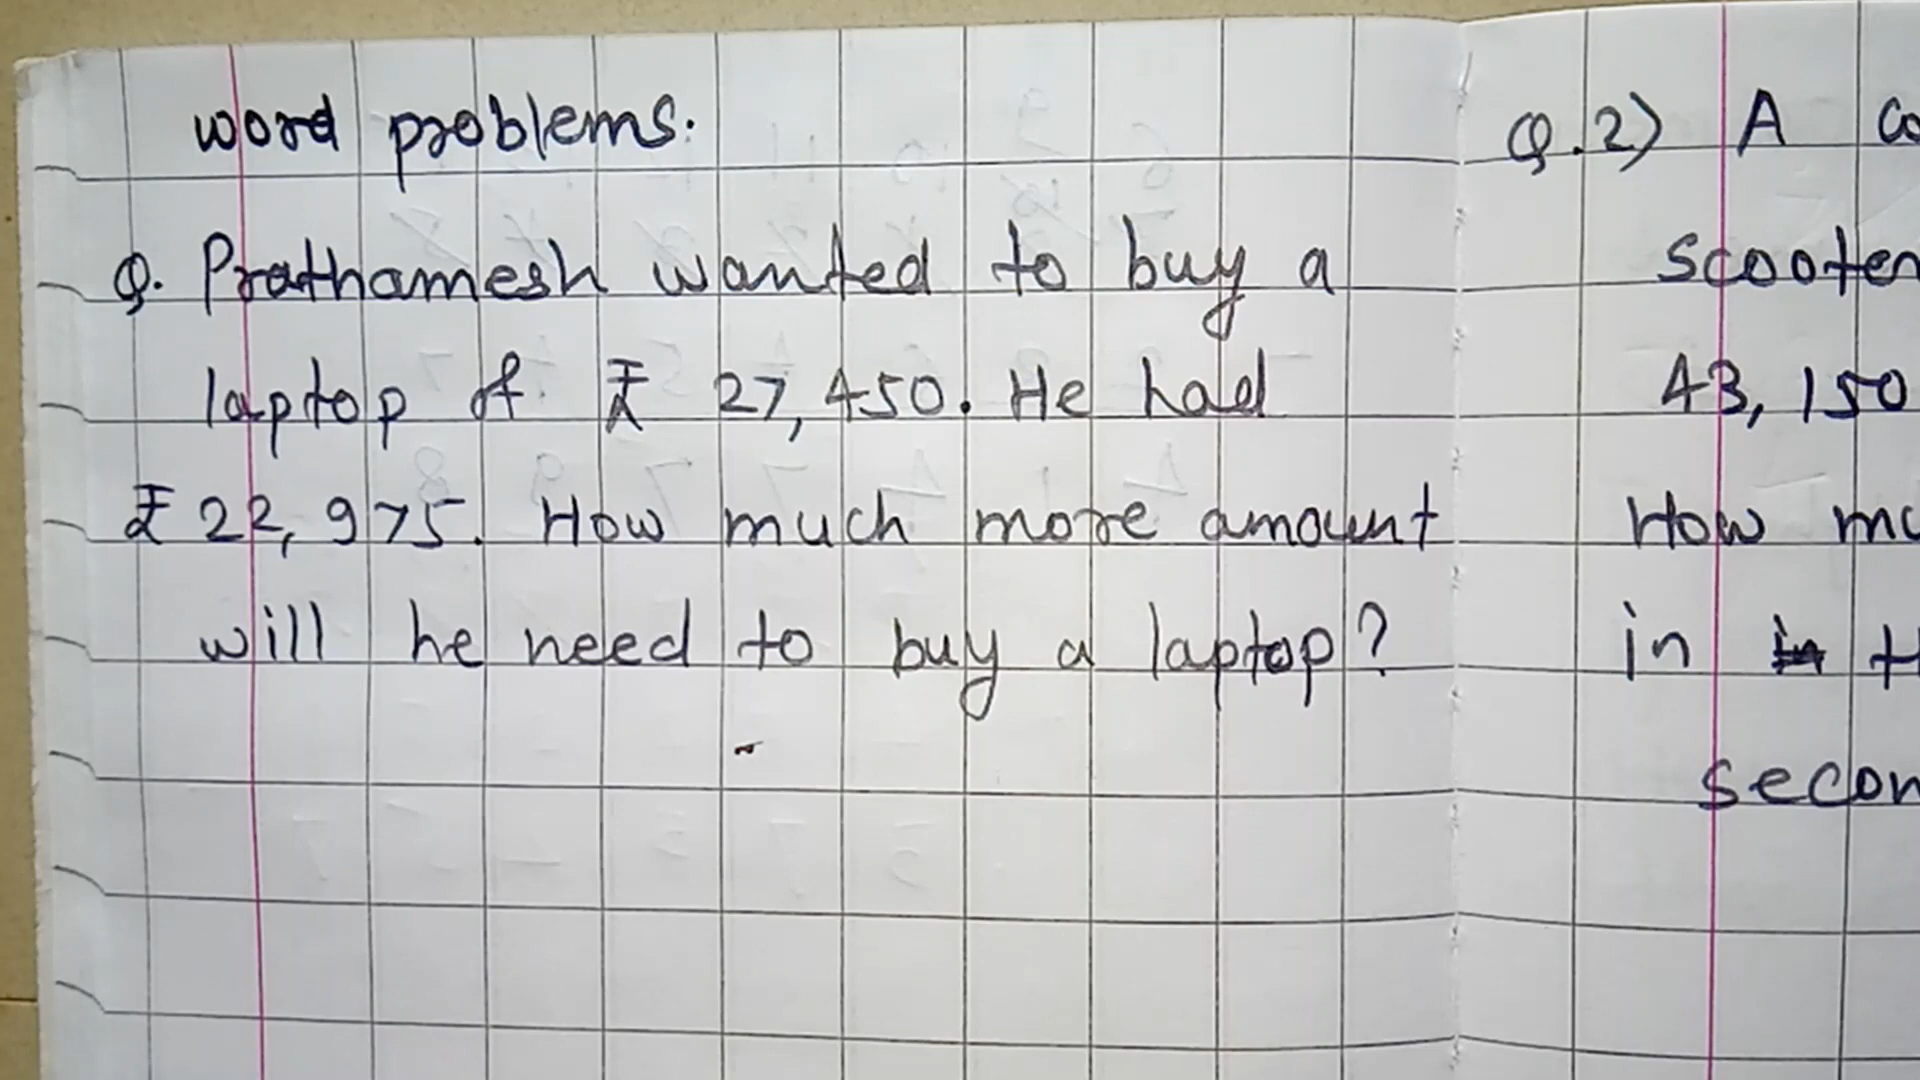 word problems.
Q. Prathamesh wanted to buy a
laptop of ₹ 27,450. He had
₹ 22,975. How much more amount
will he need to buy a laptop?
Q.2) A
scooter
43,150
How
in